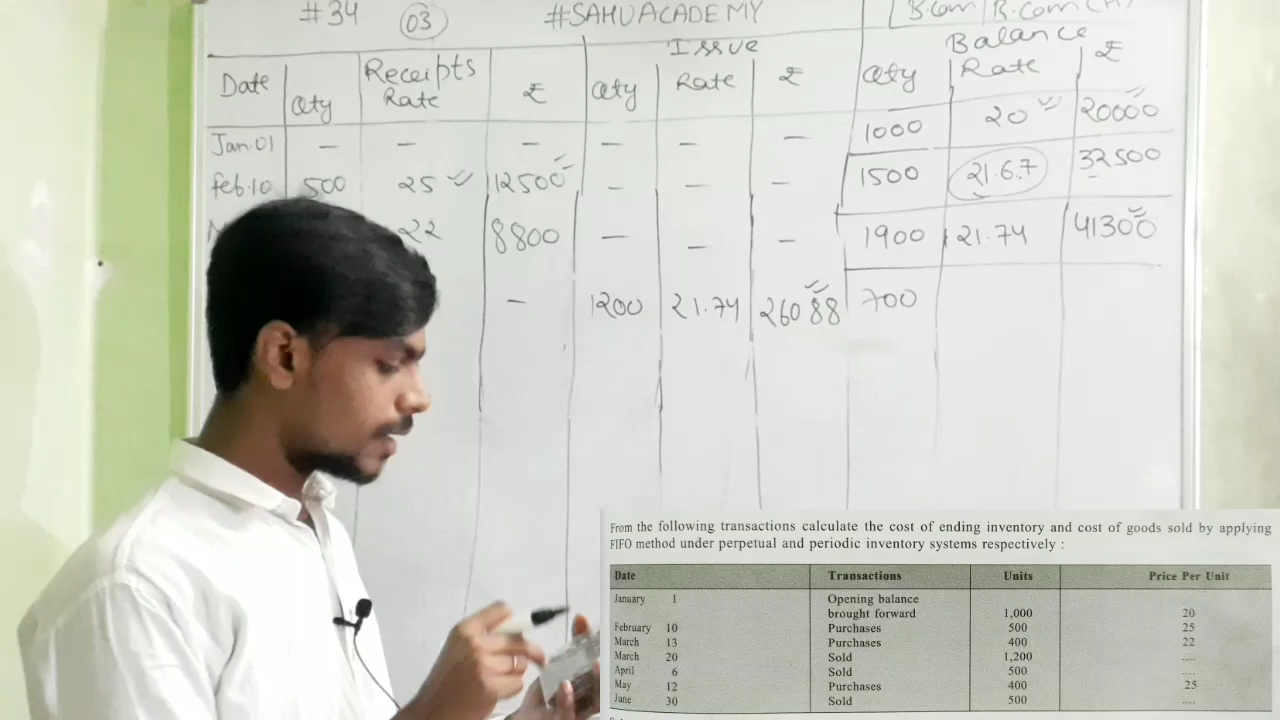 #34 03 #SAHUACADEMY B.Com/B.Com(H)
Receipts Issue Balance
Date Qty Rate ₹ Qty Rate ₹ Qty Rate ₹
Jan.01 – – – – – – 1000 20 20000
Feb.10 500 25 12500 – – – 1500 21.6.7 32500
22 8800 – – – 1900 21.74 41300
– 1200 21.74 26088 700
From the following transactions calculate the cost of ending inventory and cost of goods sold by applying
FIFO method under perpetual and periodic inventory systems respectively :
Date Transactions Units Price Per Unit
January 1 Opening balance
brought forward 1,000 20
February 10 Purchases 500 25
March 13 Purchases 400 22
March 20 Sold 1,200 ....
April 6 Sold 500 ....
May 12 Purchases 400 25
June 30 Sold 500 ....